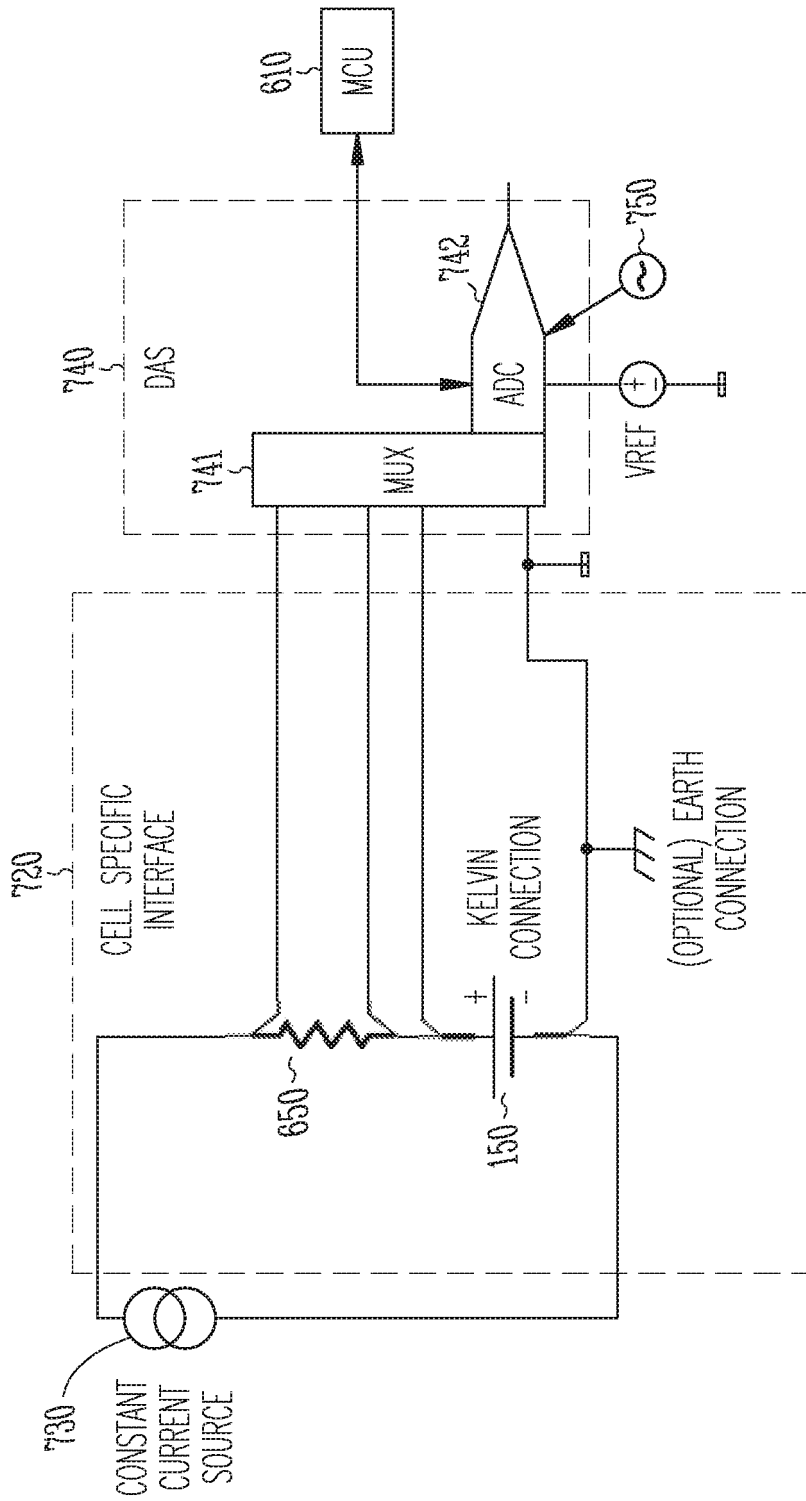 720
CELL SPECIFIC
INTERFACE
730
CONSTANT
CURRENT
SOURCE
650
150
+
-
KELVIN
CONNECTION
(OPTIONAL) EARTH
CONNECTION
740
DAS
741
MUX
742
ADC
610
MCU
750
VREF
+
-